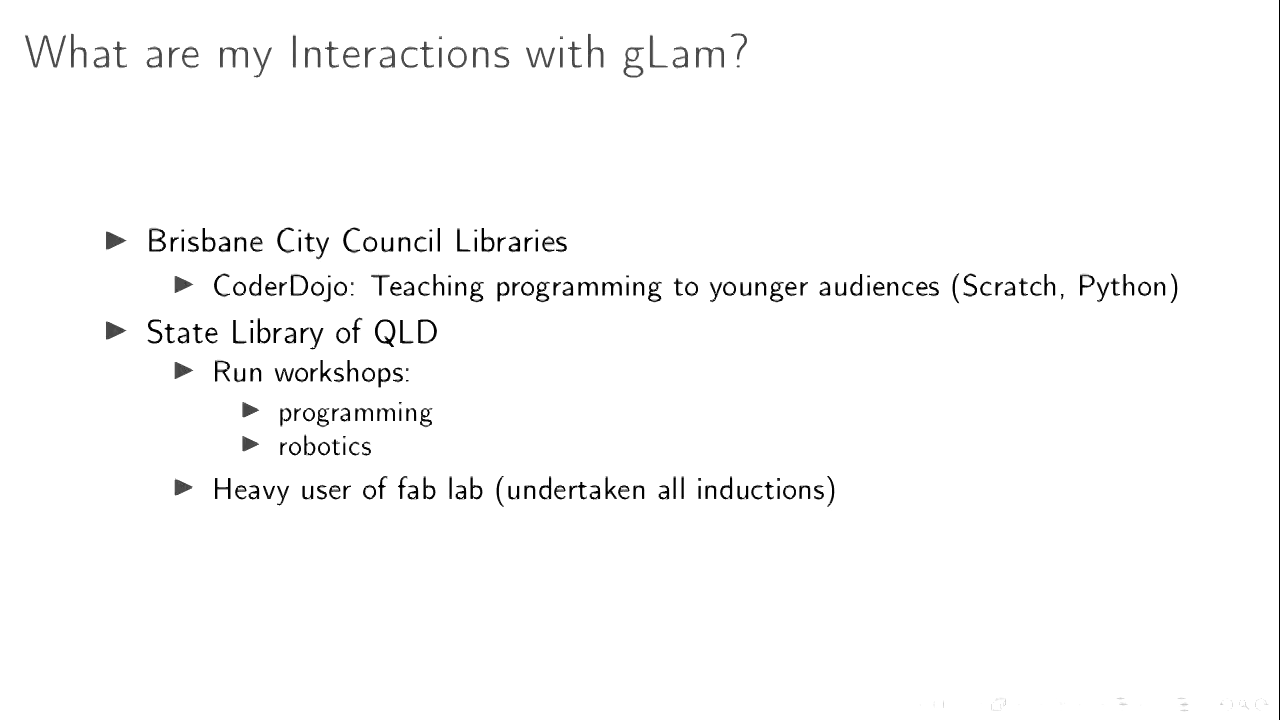 What are my Interactions with gLam?
Brisbane City Council Libraries
CoderDojo: Teaching programming to younger audiences (Scratch, Python)
State Library of QLD
Run workshops:
programming
robotics
Heavy user of fab lab (undertaken all inductions)